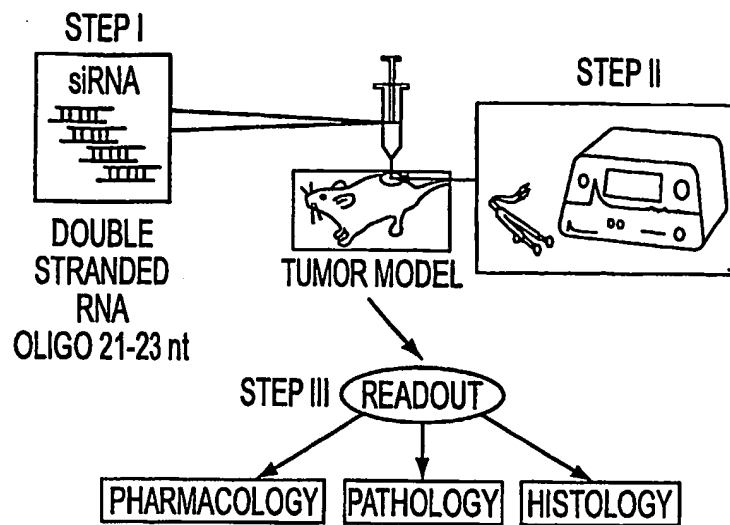 STEP I
siRNA
DOUBLE
STRANDED
RNA
OLIGO 21-23 nt
STEP II
TUMOR MODEL
STEP III
READOUT
PHARMACOLOGY
PATHOLOGY
HISTOLOGY